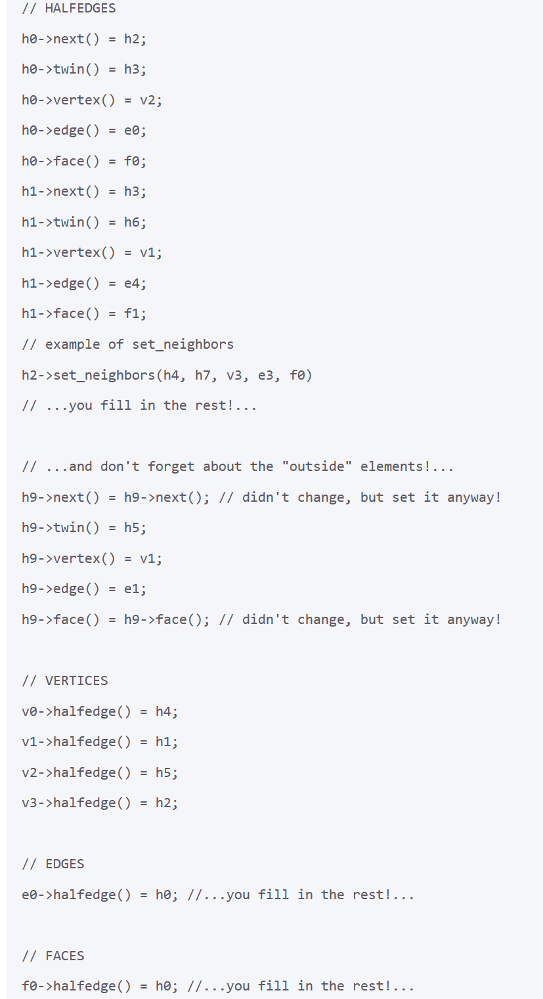 // HALFEDGES
h0->next() = h2;
h0->twin() = h3;
h0->vertex() = v2;
h0->edge() = e0;
h0->face() = f0;
h1->next() = h3;
h1->twin() = h6;
h1->vertex() = v1;
h1->edge() = e4;
h1->face() = f1;
// example of set_neighbors
h2->set_neighbors(h4, h7, v3, e3, f0)
// ...you fill in the rest!...
// ...and don't forget about the "outside" elements!...
h9->next() = h9->next(); // didn't change, but set it anyway!
h9->twin() = h5;
h9->vertex() = v1;
h9->edge() = e1;
h9->face() = h9->face(); // didn't change, but set it anyway!
// VERTICES
v0->halfedge() = h4;
v1->halfedge() = h1;
v2->halfedge() = h5;
v3->halfedge() = h2;
// EDGES
e0->halfedge() = h0; //...you fill in the rest!...
// FACES
f0->halfedge() = h0; //...you fill in the rest!...